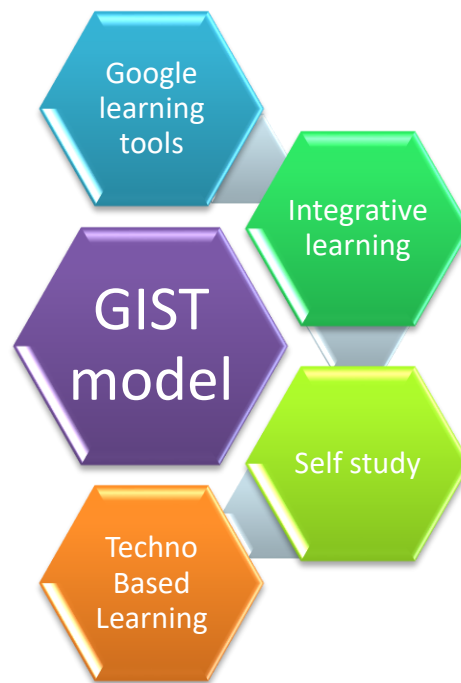 Google
learning
tools
Integrative
learning
GIST
model
Self study
Techno
Based
Learning